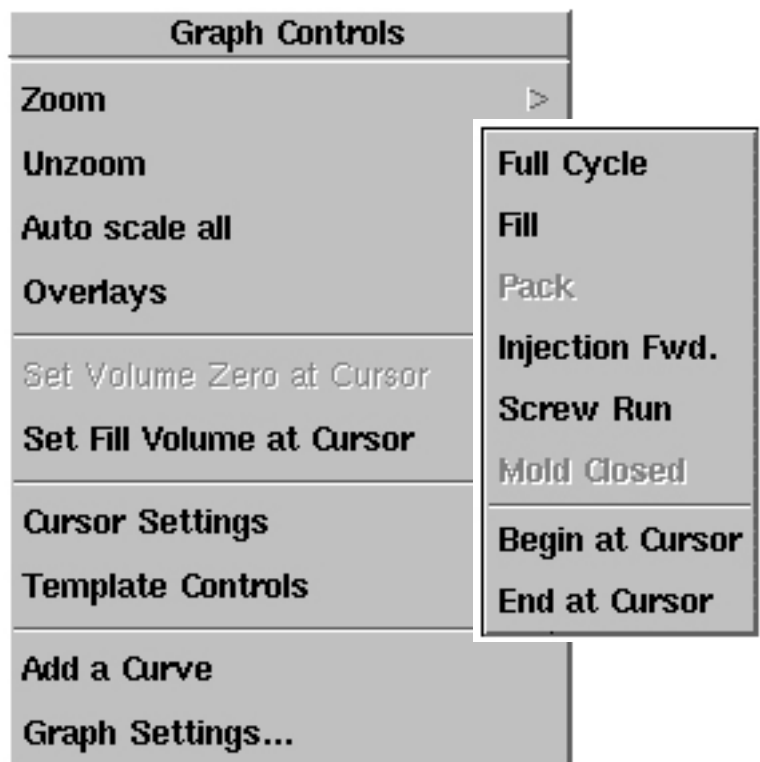 Graph Controls
Zoom
Unzoom
Auto scale all
Overlays
Set Volume Zero at Cursor
Set Fill Volume at Cursor
Cursor Settings
Template Controls
Add a Curve
Graph Settings...
Full Cycle
Fill
Pack
Injection Fwd.
Screw Run
Mold Closed
Begin at Cursor
End at Cursor